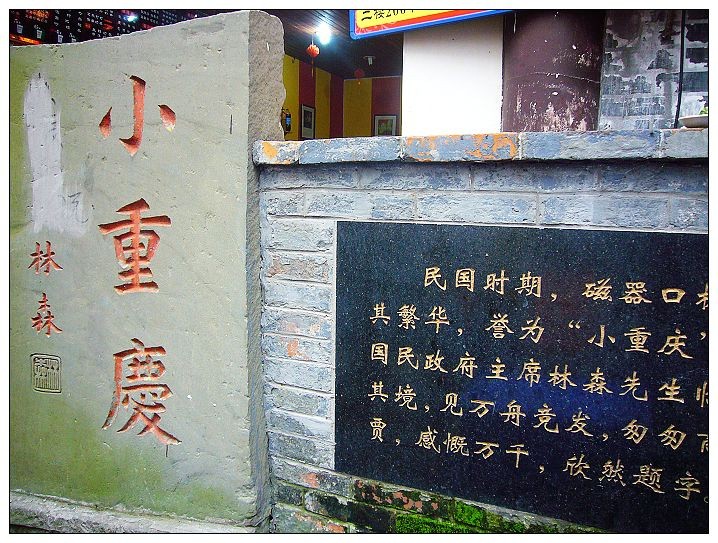 小重慶
林森
民国时期，磁器口
其繁华，誉为“小重庆
国民政府主席林森先生
其境，见万舟竞发，匆匆
贾，感慨万千，欣然题字